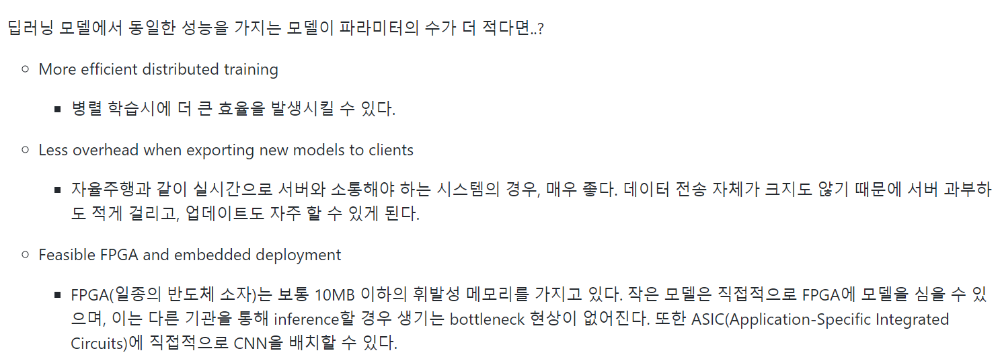 딥러닝 모델에서 동일한 성능을 가지는 모델이 파라미터의 수가 더 적다면..?
More efficient distributed training
병렬 학습시에 더 큰 효율을 발생시킬 수 있다.
Less overhead when exporting new models to clients
자율주행과 같이 실시간으로 서버와 소통해야 하는 시스템의 경우, 매우 좋다. 데이터 전송 자체가 크지도 않기 때문에 서버 과부하
도 적게 걸리고, 업데이트도 자주 할 수 있게 된다.
Feasible FPGA and embedded deployment
FPGA(일종의 반도체 소자)는 보통 10MB 이하의 휘발성 메모리를 가지고 있다. 작은 모델은 직접적으로 FPGA에 모델을 심을 수 있
으며, 이는 다른 기관을 통해 inference할 경우 생기는 bottleneck 현상이 없어진다. 또한 ASIC(Application-Specific Integrated
Circuits)에 직접적으로 CNN을 배치할 수 있다.